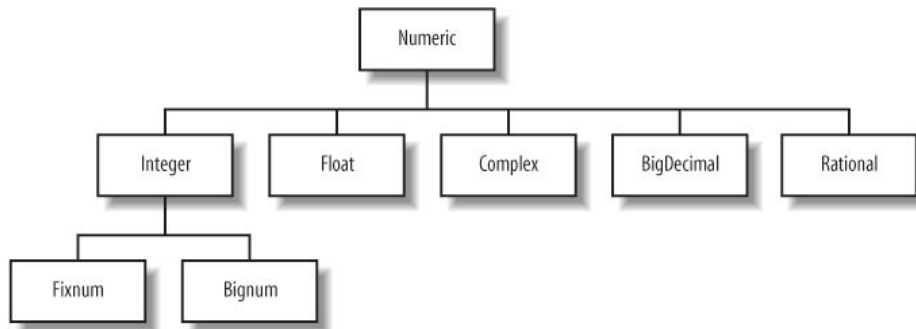 Numeric
Integer
Float
Complex
BigDecimal
Rational
Fixnum
Bignum